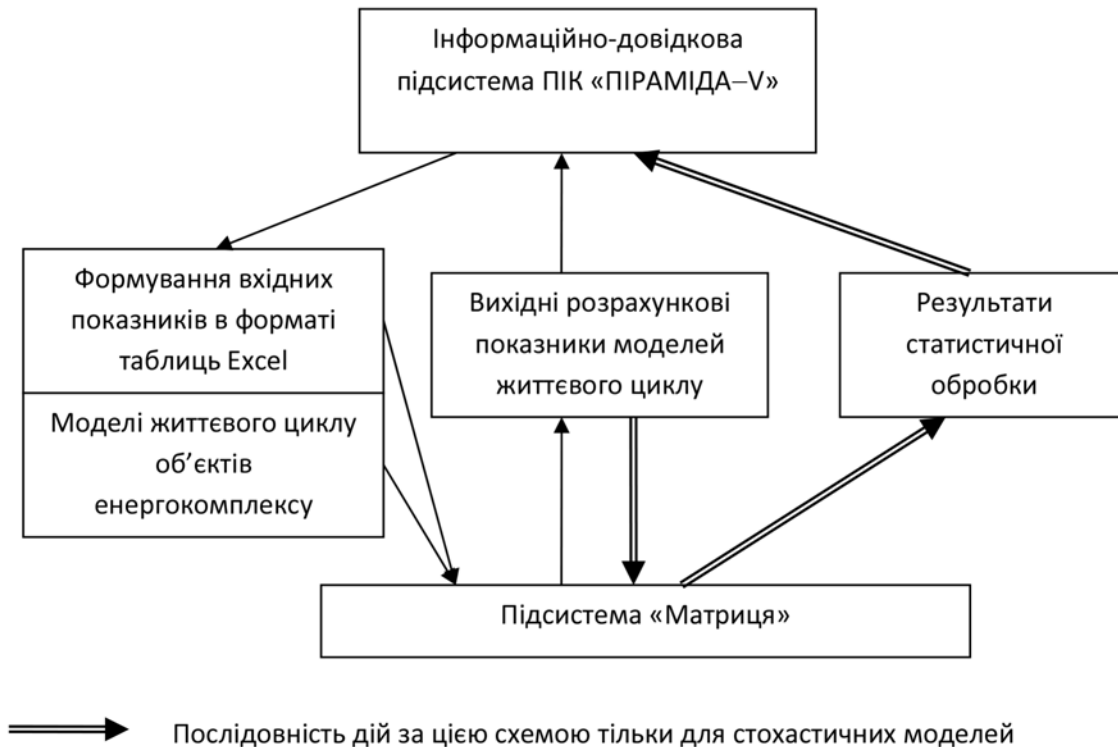 Інформаційно-довідкова
підсистема ПІК «ПІРАМІДА–V»
Формування вхідних
показників в форматі
таблиць Excel
Моделі життєвого циклу
об’єктів
енергокомплексу
Вихідні розрахункові
показники моделей
життєвого циклу
Результати
статистичної
обробки
Підсистема «Матриця»
Послідовність дій за цією схемою тільки для стохастичних моделей